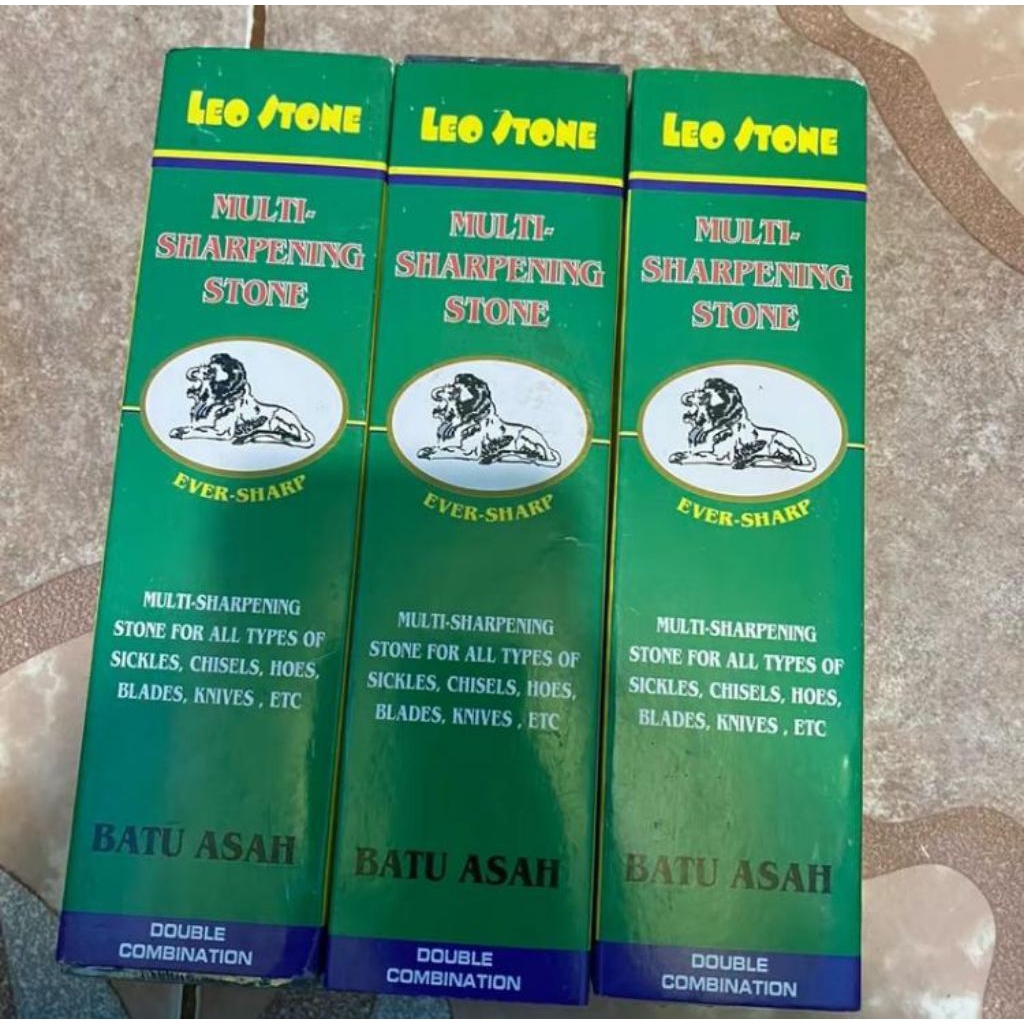 LEO STONE
MULTI-
SHARPENING
STONE
EVER-SHARP
MULTI-SHARPENING
STONE FOR ALL TYPES OF
SICKLES, CHISELS, HOES,
BLADES, KNIVES , ETC
BATU ASAH
DOUBLE
COMBINATION
LEO STONE
MULTI-
SHARPENING
STONE
EVER-SHARP
MULTI-SHARPENING
STONE FOR ALL TYPES OF
SICKLES, CHISELS, HOES,
BLADES, KNIVES , ETC
BATU ASAH
DOUBLE
COMBINATION
LEO STONE
MULTI-
SHARPENING
STONE
EVER-SHARP
MULTI-SHARPENING
STONE FOR ALL TYPES OF
SICKLES, CHISELS, HOES,
BLADES, KNIVES , ETC
BATU ASAH
DOUBLE
COMBINATION